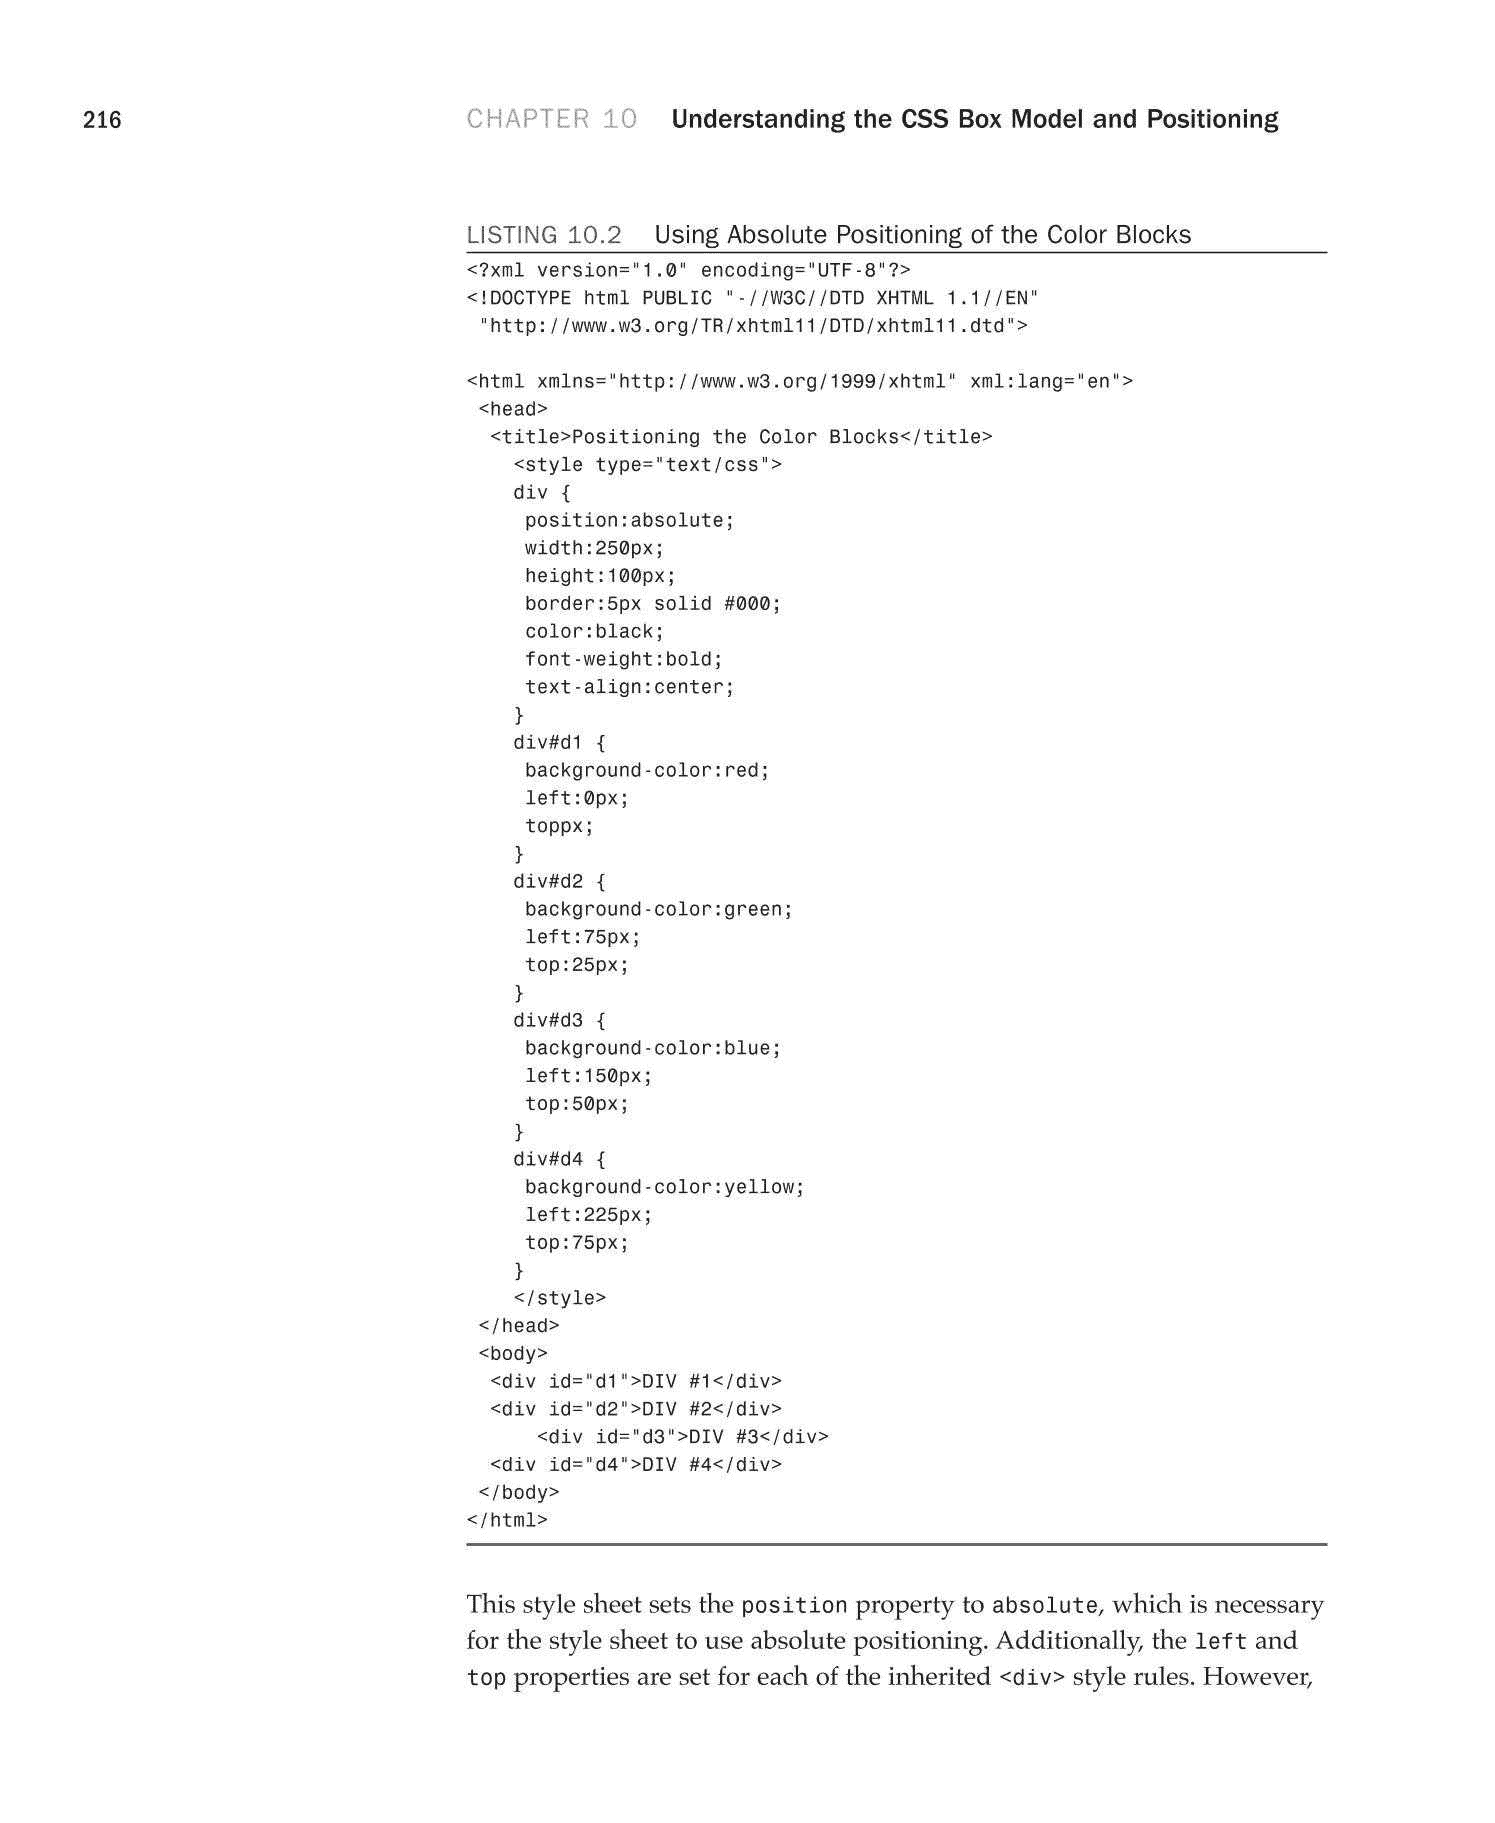 216
CHAPTER 10 Understanding the CSS Box Model and Positioning
LISTING 10.2 Using Absolute Positioning of the Color Blocks
<?xml version="1.0" encoding="UTF-8"?>
<!DOCTYPE html PUBLIC "-//W3C//DTD XHTML 1.1//EN"
 "http://www.w3.org/TR/xhtml11/DTD/xhtml11.dtd">

<html xmlns="http://www.w3.org/1999/xhtml" xml:lang="en">
 <head>
  <title>Positioning the Color Blocks</title>
    <style type="text/css">
    div {
     position:absolute;
     width:250px;
     height:100px;
     border:5px solid #000;
     color:black;
     font-weight:bold;
     text-align:center;
    }
    div#d1 {
     background-color:red;
     left:0px;
     toppx;
    }
    div#d2 {
     background-color:green;
     left:75px;
     top:25px;
    }
    div#d3 {
     background-color:blue;
     left:150px;
     top:50px;
    }
    div#d4 {
     background-color:yellow;
     left:225px;
     top:75px;
    }
    </style>
 </head>
 <body>
  <div id="d1">DIV #1</div>
  <div id="d2">DIV #2</div>
      <div id="d3">DIV #3</div>
  <div id="d4">DIV #4</div>
 </body>
</html>
This style sheet sets the position property to absolute, which is necessary
for the style sheet to use absolute positioning. Additionally, the left and
top properties are set for each of the inherited <div> style rules. However,